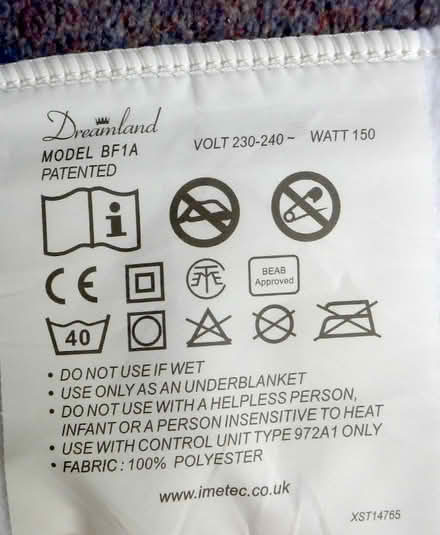 Dreamland
MODEL BF1A
PATENTED
VOLT 230-240~ WATT 150
i
CE
BEAB
Approved
40
• DO NOT USE IF WET
• USE ONLY AS AN UNDERBLANKET
• DO NOT USE WITH A HELPLESS PERSON,
INFANT OR A PERSON INSENSITIVE TO HEAT
• USE WITH CONTROL UNIT TYPE 972A1 ONLY
• FABRIC: 100% POLYESTER
www.imetec.co.uk
XST14765